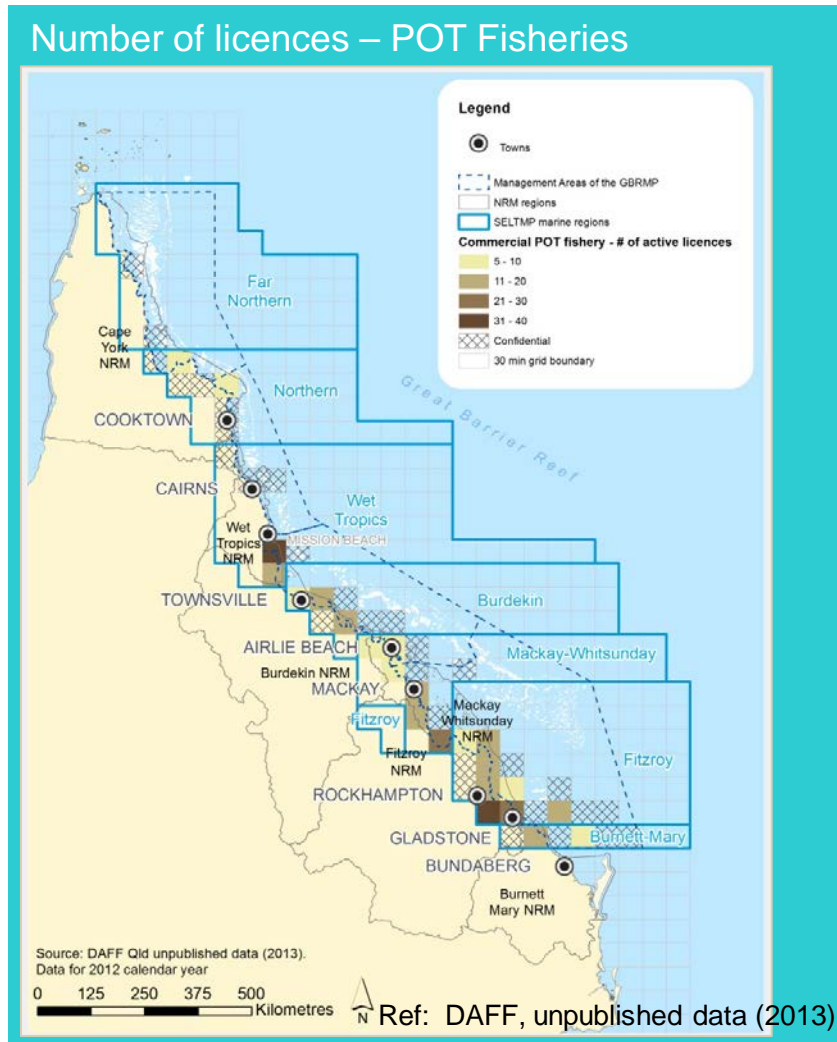 Number of licences – POT Fisheries
Legend
Towns
Management Areas of the GBRMP
NRM regions
SELTMP marine regions
Commercial POT fishery - # of active licences
5 - 10
11 - 20
21 - 30
31 - 40
Confidential
30 min grid boundary
Far
Northern
Cape
York
NRM
Northern
Great Barrier Reef
COOKTOWN
CAIRNS
Wet
Tropics
Wet
Tropics
NRM
MISSION BEACH
TOWNSVILLE
Burdekin
AIRLIE BEACH
Mackay-Whitsunday
Burdekin NRM
MACKAY
Mackay
Whitsunday
NRM
Fitzroy
Fitzroy
NRM
Fitzroy
ROCKHAMPTON
GLADSTONE
Burnett-Mary
BUNDABERG
Burnett
Mary NRM
Source: DAFF Qld unpublished data (2013).
Data for 2012 calendar year
0 125 250 375 500
Kilometres
N
Ref: DAFF, unpublished data (2013)